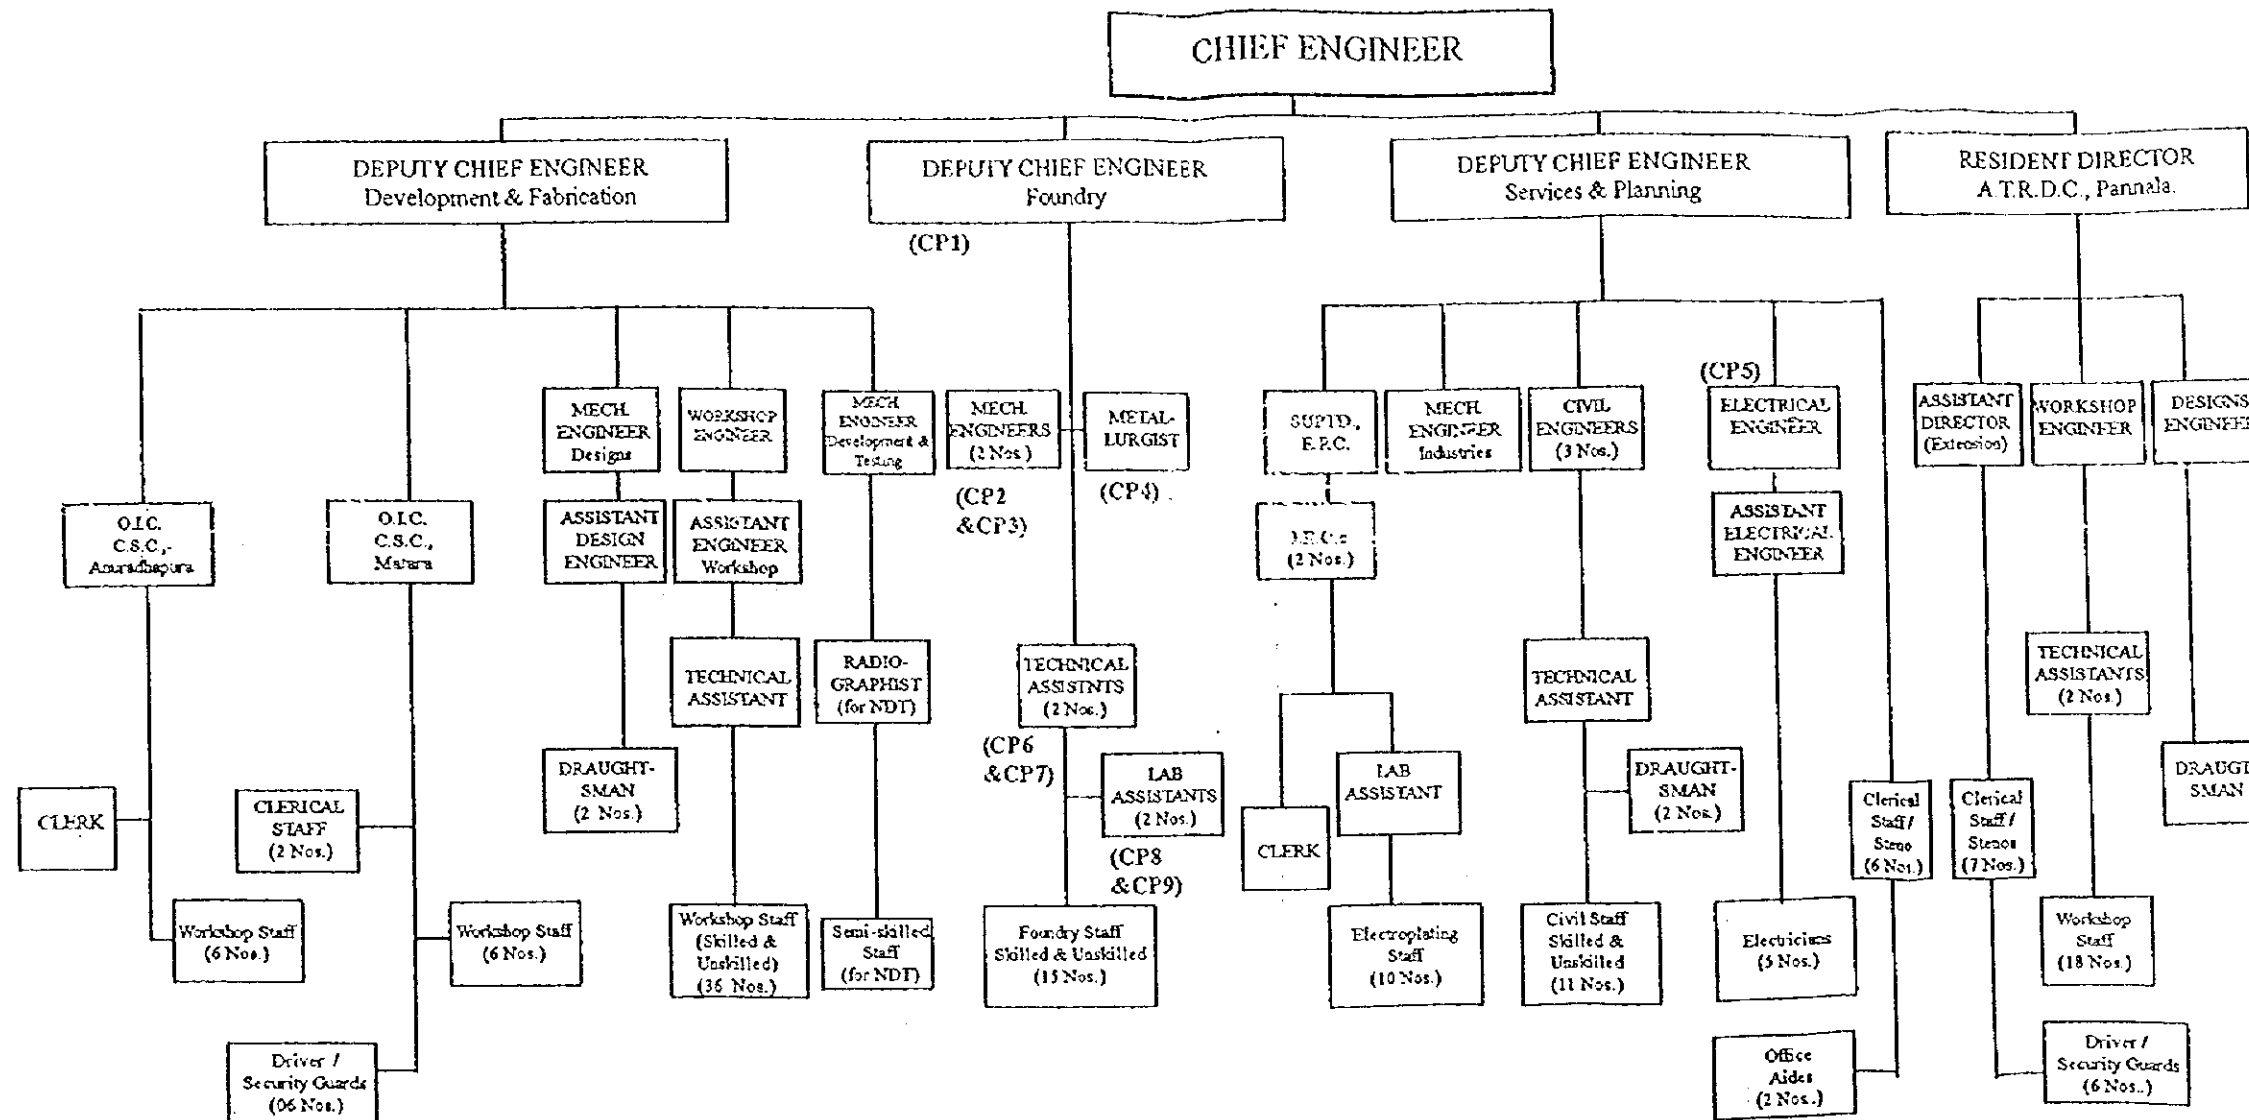 CHIEF ENGINEER
DEPUTY CHIEF ENGINEER
Development & Fabrication
DEPUTY CHIEF ENGINEER
Foundry
DEPUTY CHIEF ENGINEER
Services & Planning
RESIDENT DIRECTOR
A.T.R.D.C., Pannala.
(CP1)
(CP5)
MECH.
ENGINEER
Designs
WORKSHOP
ENGINEER
MECH
ENGINEER
Development &
Testing
MECH.
ENGINEERS
(2 Nos.)
METAL-
LURGIST
SUPTD.,
E.P.C.
MECH
ENGINEER
Industries
CIVIL
ENGINEERS
(3 Nos.)
ELECTRICAL
ENGINEER
ASSISTANT
DIRECTOR
(Extension)
WORKSHOP
ENGINEER
DESIGNS
ENGINEER
(CP2
&CP3)
(CP4)
O.I.C.
C.S.C.,-
Anuradhapura
O.I.C.
C.S.C.,
Matara
ASSISTANT
DESIGN
ENGINEER
ASSISTANT
ENGINEER
Workshop
(2 Nos.)
ASSISTANT
ELECTRICAL
ENGINEER
TECHNICAL
ASSISTANT
RADIO-
GRAPHIST
(for NDT)
TECHNICAL
ASSISTNTS
(2 Nos.)
TECHNICAL
ASSISTANT
TECHNICAL
ASSISTANTS
(2 Nos.)
(CP6
&CP7)
CLERK
CLERICAL
STAFF
(2 Nos.)
DRAUGHT-
SMAN
(2 Nos.)
LAB
ASSISTANTS
(2 Nos.)
CLERK
LAB
ASSISTANT
DRAUGHT-
SMAN
(2 Nos.)
Clerical
Staff/
Steno
(6 Nos.)
Clerical
Staff /
Stenos
(7 Nos.)
DRAUGT
SMAN
(CP8
&CP9)
Workshop Staff
(6 Nos.)
Workshop Staff
(6 Nos.)
Workshop Staff
(Skilled &
Unskilled)
(36 Nos.)
Semi-skilled
Staff
(for NDT)
Foundry Staff
Skilled & Unskilled
(15 Nos.)
Electroplating
Staff
(10 Nos.)
Civil Staff
Skilled &
Unskilled
(11 Nos.)
Electricians
(5 Nos.)
Workshop
Staff
(18 Nos.)
Driver /
Security Guards
(06 Nos.)
Office
Aides
(2 Nos.)
Driver /
Security Guards
(6 Nos..)